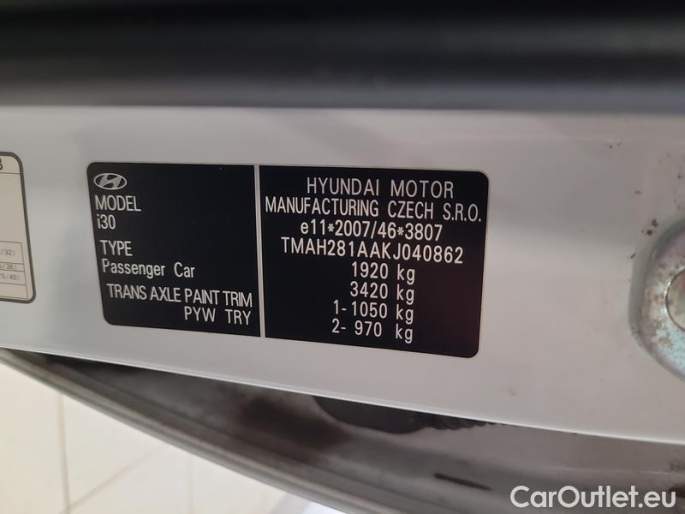 MODEL
i30
TYPE
Passenger Car
TRANS AXLE PAINT TRIM
PYW TRY
HYUNDAI MOTOR
MANUFACTURING CZECH S.R.O.
e11*2007/46*3807
TMAH281AAKJ040862
1920 kg
3420 kg
1- 1050 kg
2- 970 kg
CarOutlet.eu